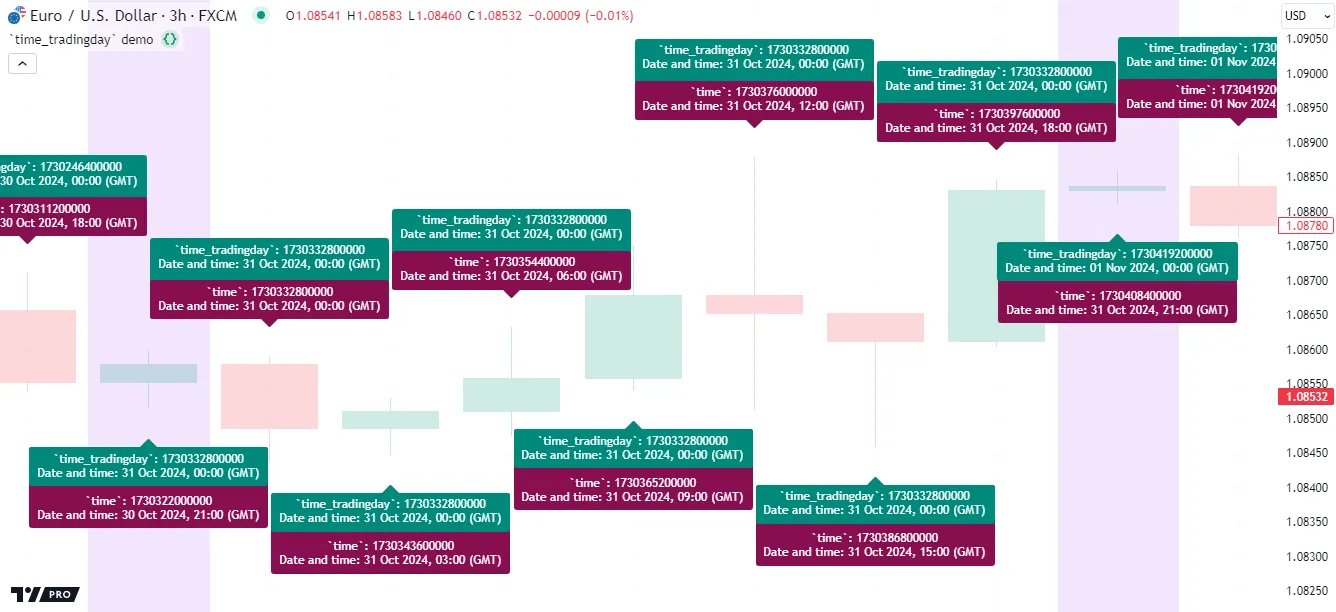 Euro / U.S. Dollar · 3h · FXCM O1.08541 H1.08583 L1.08460 C1.08532 −0.00009 (−0.01%)
USD
`time_tradingday` demo {}
`time_tradingday`: 1730332800000
Date and time: 31 Oct 2024, 00:00 (GMT)
`time`: 1730376000000
Date and time: 31 Oct 2024, 12:00 (GMT)
`time_tradingday`: 1730332800000
Date and time: 31 Oct 2024, 00:00 (GMT)
`time`: 1730397600000
Date and time: 31 Oct 2024, 18:00 (GMT)
`time_tradingday`: 1730
Date and time: 01 Nov 2024
`time`: 173041920
Date and time: 01 Nov 2024
gday`: 1730246400000
30 Oct 2024, 00:00 (GMT)
: 1730311200000
30 Oct 2024, 18:00 (GMT)
`time_tradingday`: 1730332800000
Date and time: 31 Oct 2024, 00:00 (GMT)
`time`: 1730332800000
Date and time: 31 Oct 2024, 00:00 (GMT)
`time_tradingday`: 1730332800000
Date and time: 31 Oct 2024, 00:00 (GMT)
`time`: 1730354400000
Date and time: 31 Oct 2024, 06:00 (GMT)
`time_tradingday`: 1730419200000
Date and time: 01 Nov 2024, 00:00 (GMT)
`time`: 1730408400000
Date and time: 31 Oct 2024, 21:00 (GMT)
`time_tradingday`: 1730332800000
Date and time: 31 Oct 2024, 00:00 (GMT)
`time`: 1730322000000
Date and time: 30 Oct 2024, 21:00 (GMT)
`time_tradingday`: 1730332800000
Date and time: 31 Oct 2024, 00:00 (GMT)
`time`: 1730343600000
Date and time: 31 Oct 2024, 03:00 (GMT)
`time_tradingday`: 1730332800000
Date and time: 31 Oct 2024, 00:00 (GMT)
`time`: 1730365200000
Date and time: 31 Oct 2024, 09:00 (GMT)
`time_tradingday`: 1730332800000
Date and time: 31 Oct 2024, 00:00 (GMT)
`time`: 1730386800000
Date and time: 31 Oct 2024, 15:00 (GMT)
1.09050
1.09000
1.08950
1.08900
1.08850
1.08800
1.08780
1.08750
1.08700
1.08650
1.08600
1.08550
1.08532
1.08500
1.08450
1.08400
1.08350
1.08300
1.08250
PRO